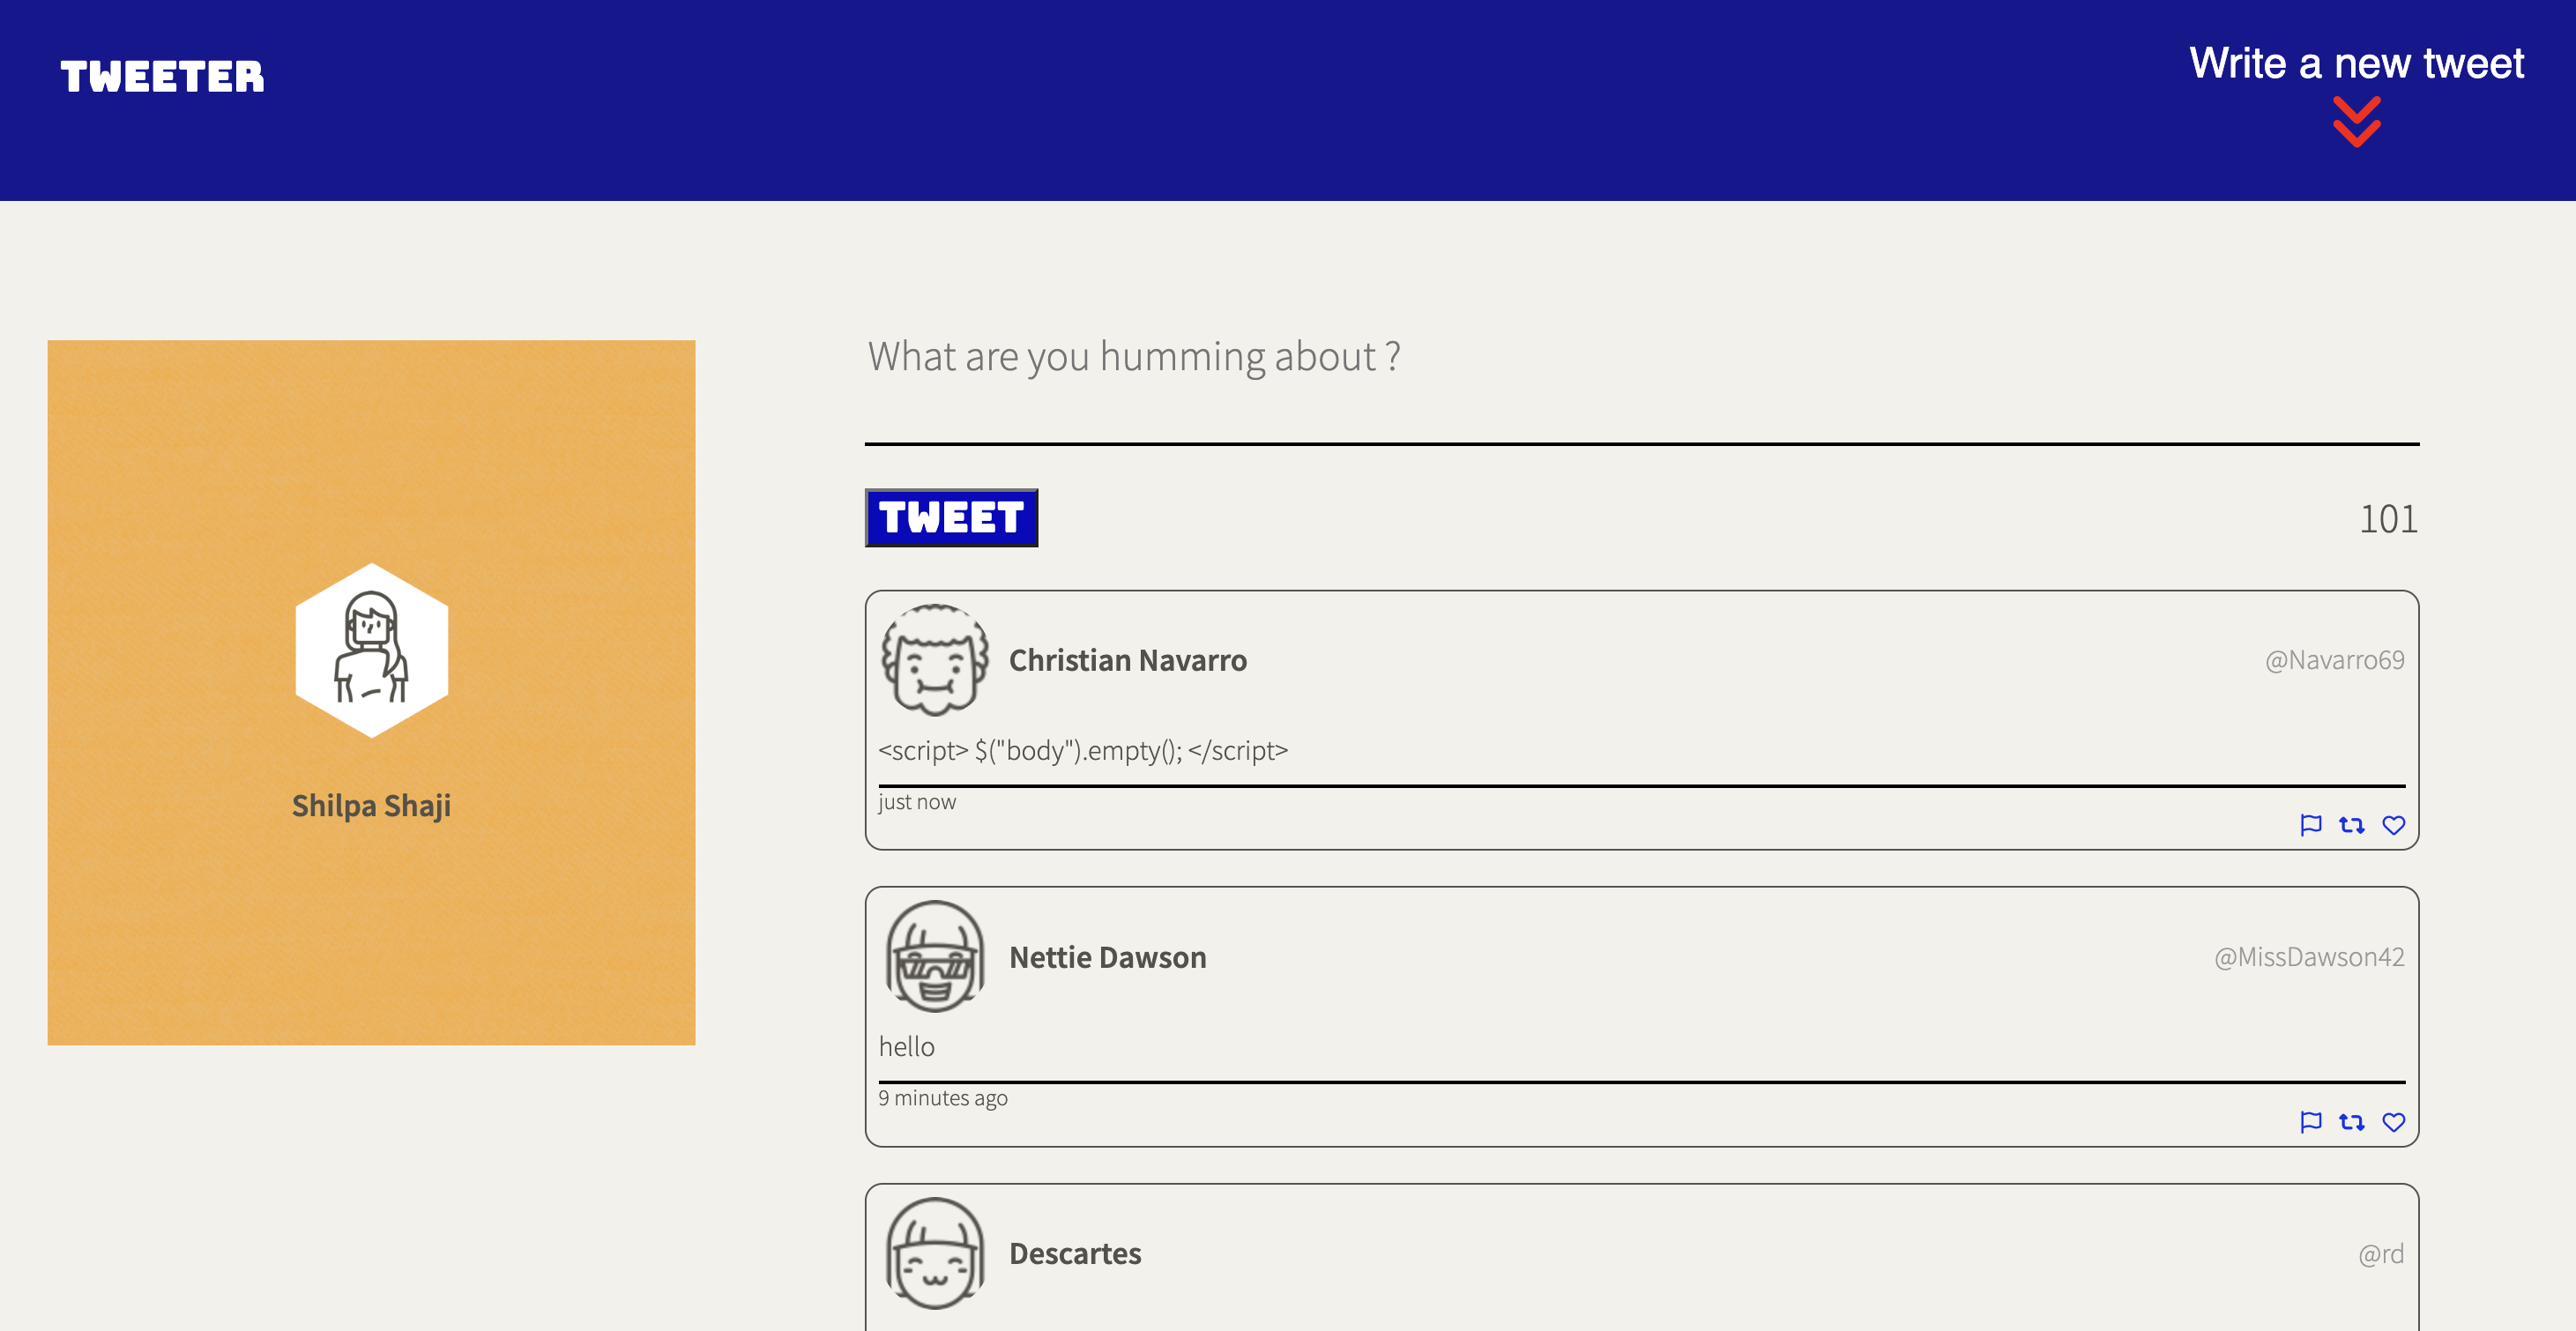 TWEETER
Write a new tweet
What are you humming about ?
TWEET
101
Shilpa Shaji
Christian Navarro
@Navarro69
<script> $("body").empty(); </script>
just now
Nettie Dawson
@MissDawson42
hello
9 minutes ago
Descartes
@rd